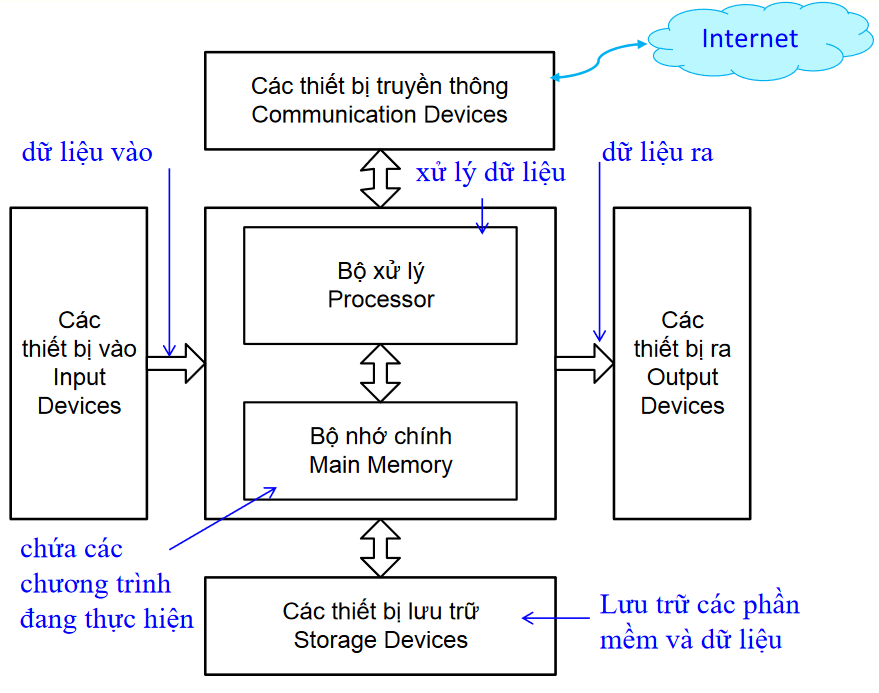 Internet
Các thiết bị truyền thông
Communication Devices
dữ liệu vào
xử lý dữ liệu
dữ liệu ra
Các
thiết bị vào
Input
Devices
Bộ xử lý
Processor
Các
thiết bị ra
Output
Devices
Bộ nhớ chính
Main Memory
chứa các
chương trình
đang thực hiện
Các thiết bị lưu trữ
Storage Devices
Lưu trữ các phần
mềm và dữ liệu